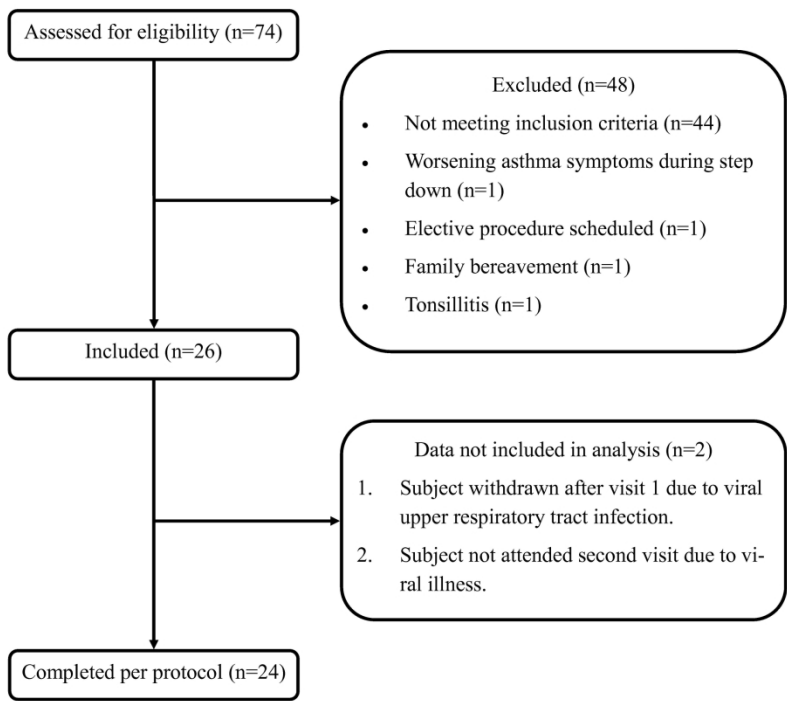 Assessed for eligibility (n=74)
Excluded (n=48)
• Not meeting inclusion criteria (n=44)
• Worsening asthma symptoms during step
down (n=1)
• Elective procedure scheduled (n=1)
• Family bereavement (n=1)
• Tonsillitis (n=1)
Included (n=26)
Data not included in analysis (n=2)
1. Subject withdrawn after visit 1 due to viral
upper respiratory tract infection.
2. Subject not attended second visit due to vi-
ral illness.
Completed per protocol (n=24)